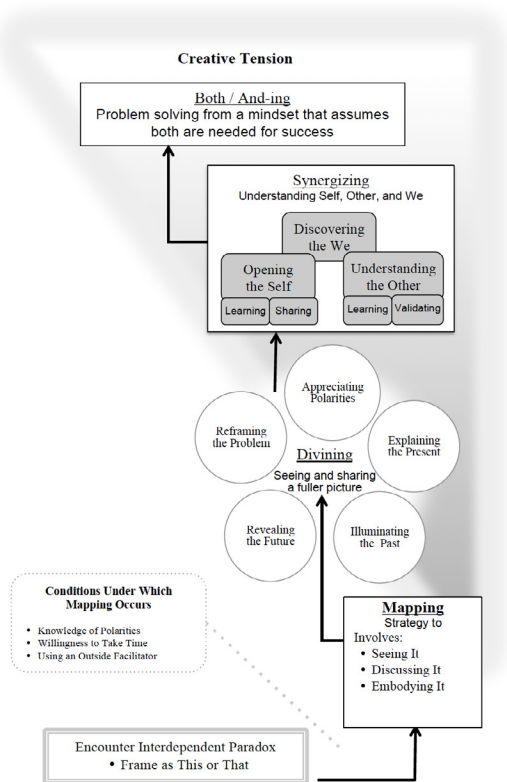 Creative Tension
Both / And-ing
Problem solving from a mindset that assumes
both are needed for success
Synergizing
Understanding Self, Other, and We
Discovering
the We
Opening
the Self
Understanding
the Other
Learning
Sharing
Learning
Validating
Appreciating
Polarities
Reframing
the Problem
Explaining
the Present
Divining
Seeing and sharing
a fuller picture
Revealing
the Future
Illuminating
the Past
Conditions Under Which
Mapping Occurs
• Knowledge of Polarities
• Willingness to Take Time
• Using an Outside Facilitator
Mapping
Strategy to
Involves:
• Seeing It
• Discussing It
• Embodying It
Encounter Interdependent Paradox
• Frame as This or That